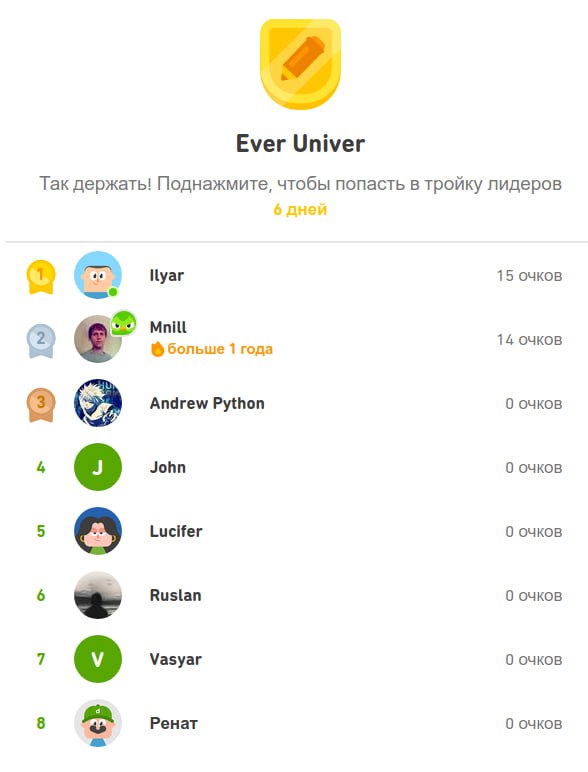 Ever Univer
Так держать! Поднажмите, чтобы попасть в тройку лидеров
6 дней
1 Ilyar 15 очков
2 Mnill 14 очков
больше 1 года
3 Andrew Python 0 очков
4 J John 0 очков
5 Lucifer 0 очков
6 Ruslan 0 очков
7 V Vasyar 0 очков
8 Ренат 0 очков